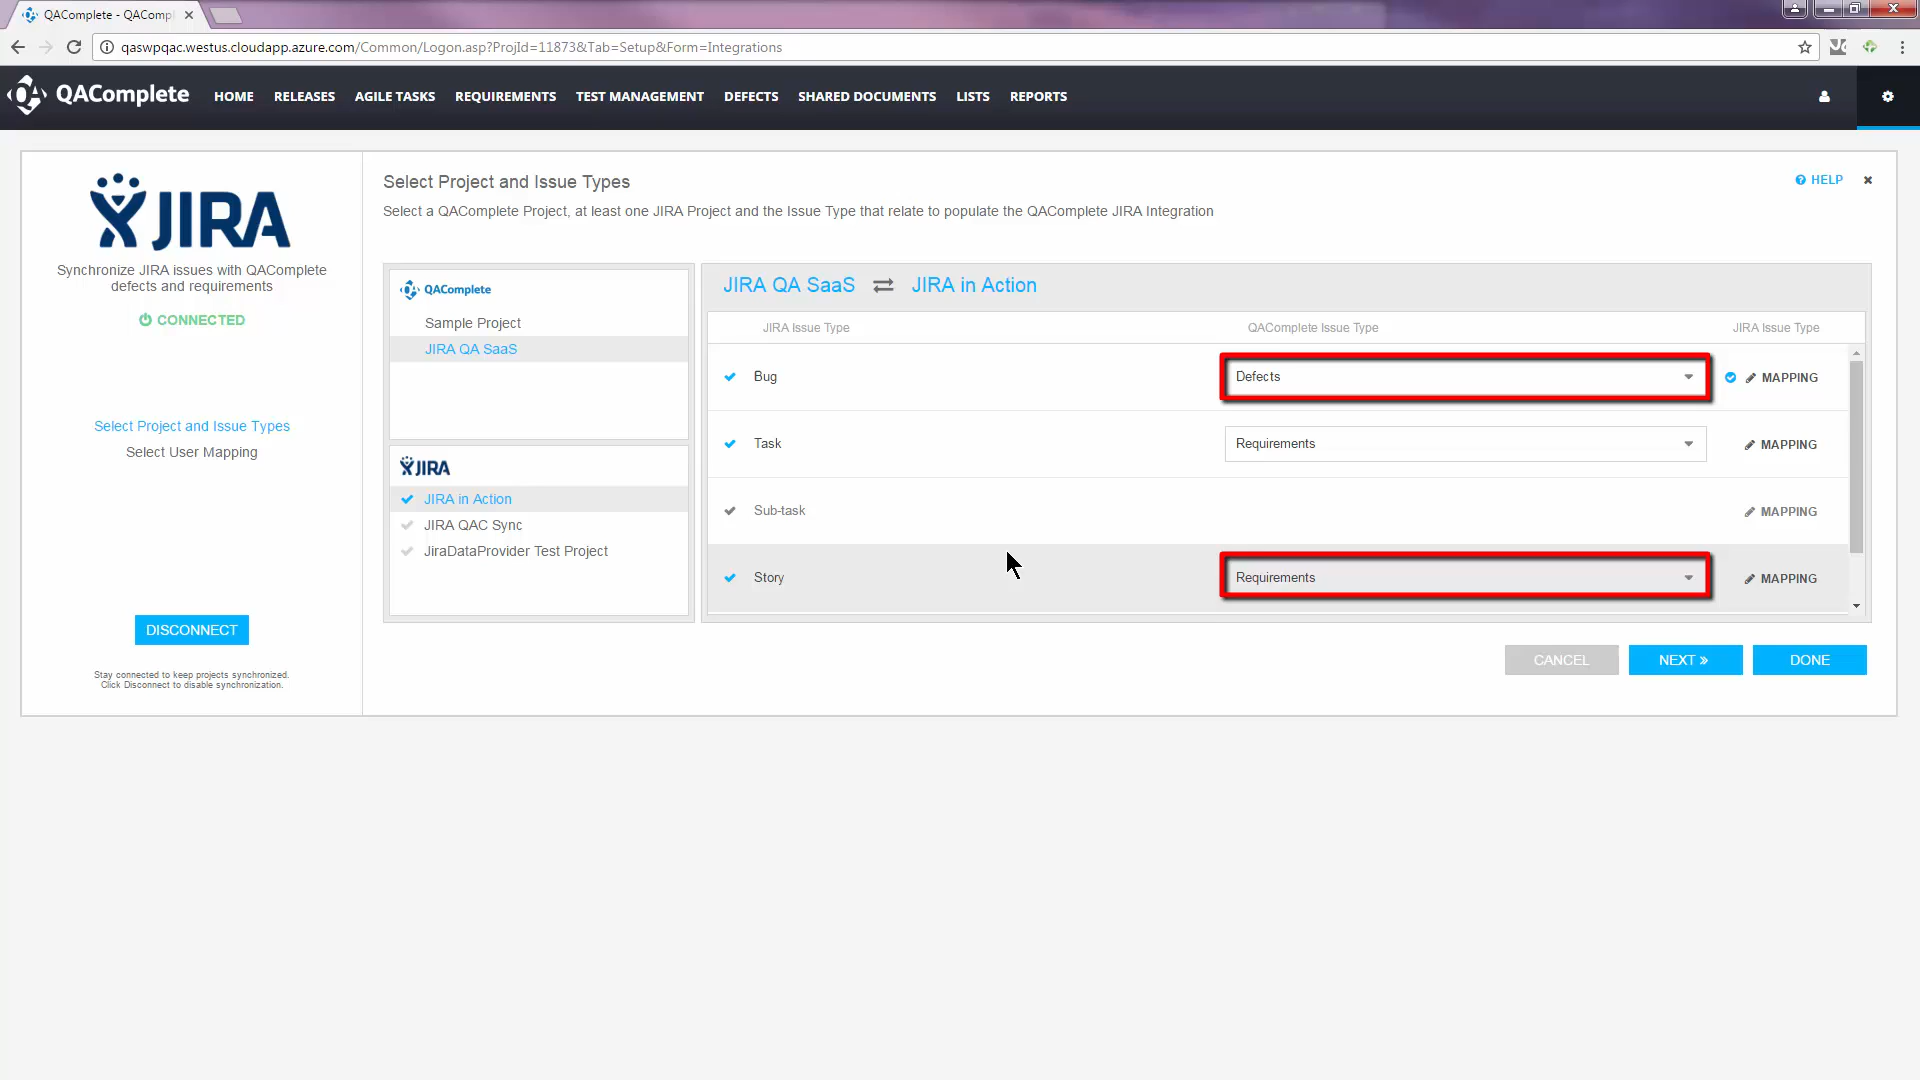 QAComplete - QAComp
qaswpqac.westus.cloudapp.azure.com/Common/Logon.asp?ProjId=11873&Tab=Setup&Form=Integrations
QAComplete HOME RELEASES AGILE TASKS REQUIREMENTS TEST MANAGEMENT DEFECTS SHARED DOCUMENTS LISTS REPORTS
JIRA
Synchronize JIRA issues with QAComplete
defects and requirements
CONNECTED
Select Project and Issue Types
Select User Mapping
DISCONNECT
Stay connected to keep projects synchronized.
Click Disconnect to disable synchronization.
Select Project and Issue Types
HELP
Select a QAComplete Project, at least one JIRA Project and the Issue Type that relate to populate the QAComplete JIRA Integration
QAComplete
Sample Project
JIRA QA SaaS
JIRA
JIRA in Action
JIRA QAC Sync
JiraDataProvider Test Project
JIRA QA SaaS JIRA in Action
JIRA Issue Type QAComplete Issue Type JIRA Issue Type
Bug Defects MAPPING
Task Requirements MAPPING
Sub-task MAPPING
Story Requirements MAPPING
CANCEL NEXT » DONE